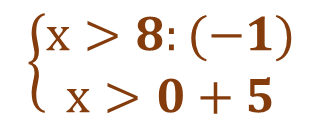 x > 8: (−1)
x > 0 + 5